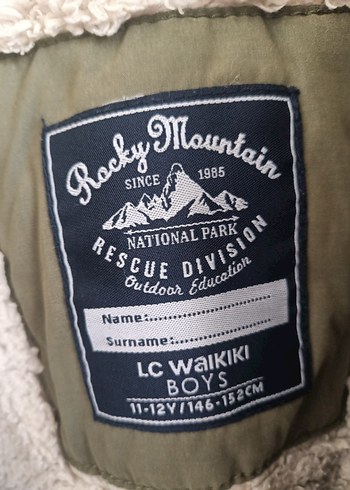 Rocky Mountain
SINCE 1985
NATIONAL PARK
RESCUE DIVISION
Outdoor Education
Name:..............................
Surname:........................
LC WAIKIKI
BOYS
11-12Y/146-152CM